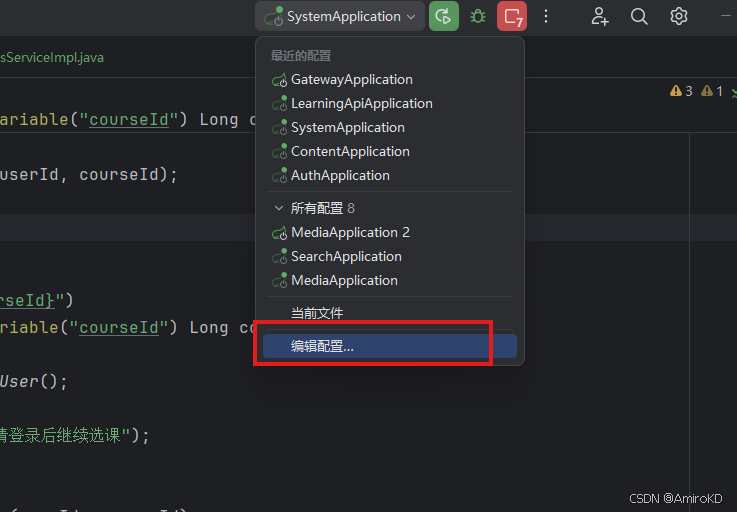 SystemApplication
7
sServiceImpl.java
最近的配置
GatewayApplication
3 1
ariable("courseId") Long c
LearningApiApplication
SystemApplication
ContentApplication
userId, courseId);
AuthApplication
所有配置 8
MediaApplication 2
SearchApplication
MediaApplication
rseId}")
当前文件
riable("courseId") Long co
编辑配置...
User();
请登录后继续选课");
CSDN @AmiroKD